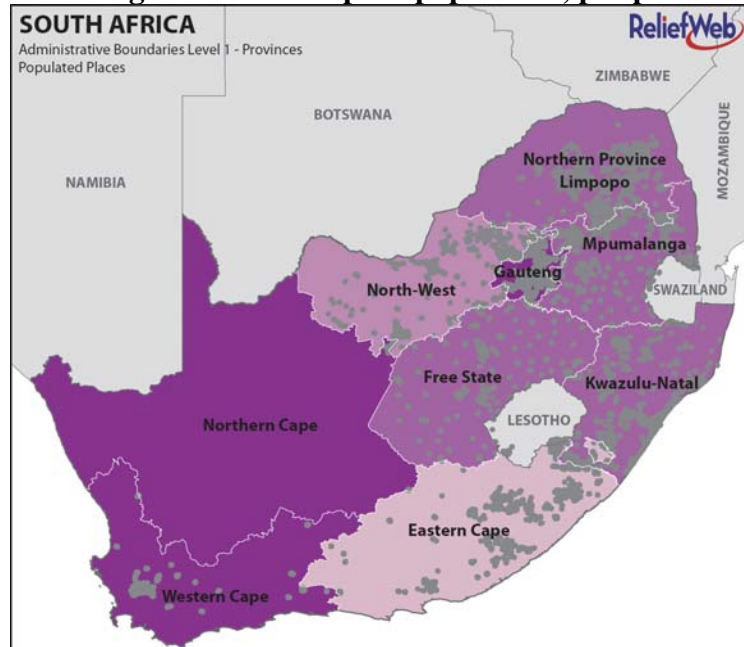 SOUTH AFRICA
ReliefWeb
Administrative Boundaries Level 1 - Provinces
Populated Places
ZIMBABWE
BOTSWANA
MOZAMBIQUE
NAMIBIA
Northern Province
Limpopo
Mpumalanga
Gauteng
North-West
SWAZILAND
Free State
Kwazulu-Natal
LESOTHO
Northern Cape
Eastern Cape
Western Cape